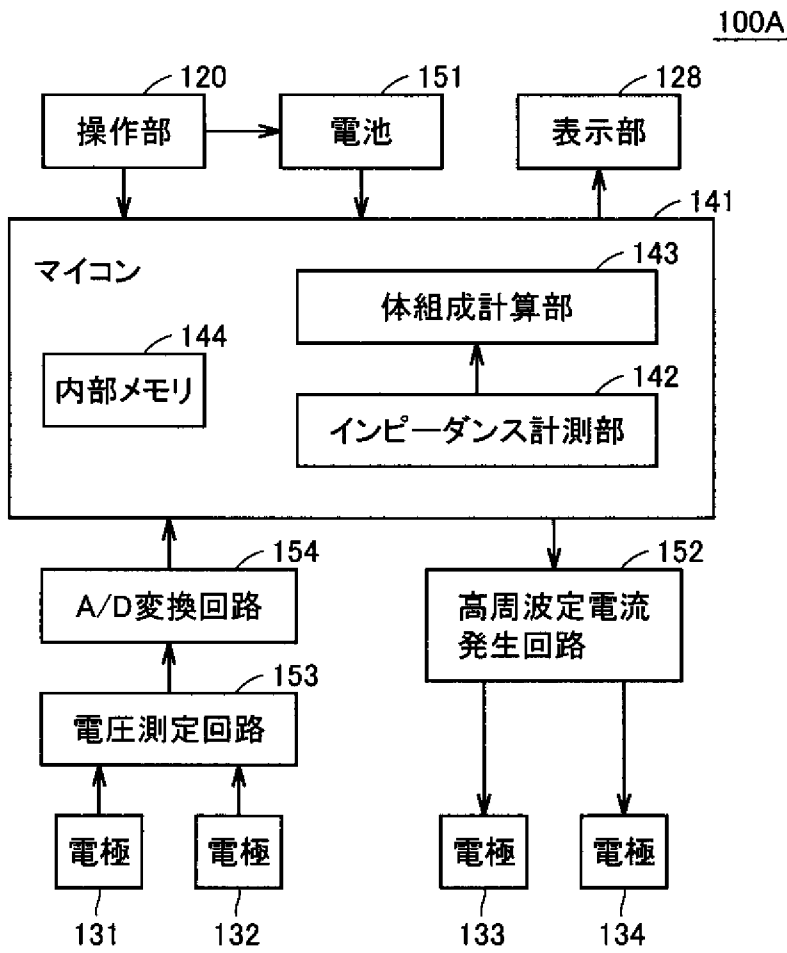 100A
120
151
128
操作部
電池
表示部
141
マイコン
143
体組成計算部
144
内部メモリ
142
インピーダンス計測部
154
A/D変換回路
152
高周波定電流
発生回路
153
電圧測定回路
電極
電極
電極
電極
131
132
133
134